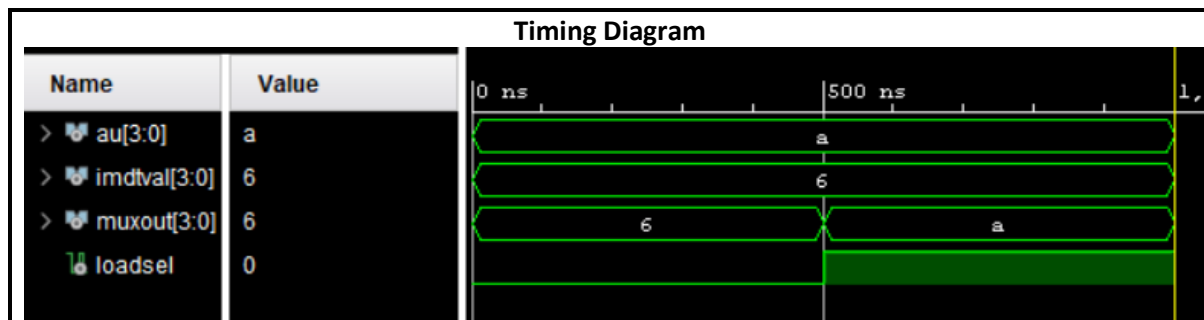 Timing Diagram
Name Value 0 ns 500 ns 1,
au[3:0] a a
imdtval[3:0] 6 6
muxout[3:0] 6 6 a
loadsel 0